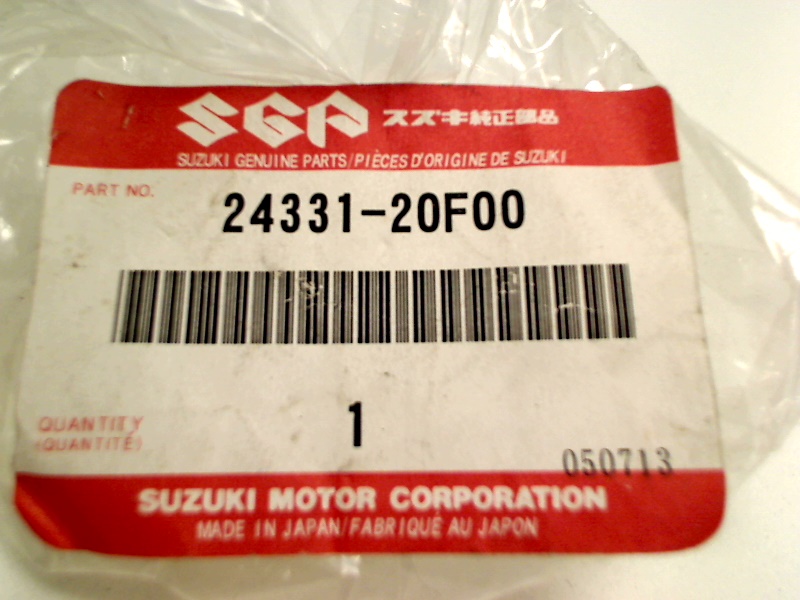 SGP スズキ純正部品
SUZUKI GENUINE PARTS/PIÈCES D'ORIGINE DE SUZUKI
PART NO.
24331-20F00
QUANTITY
(QUANTITÉ)
1
050713
SUZUKI MOTOR CORPORATION
MADE IN JAPAN/FABRIQUÉ AU JAPON